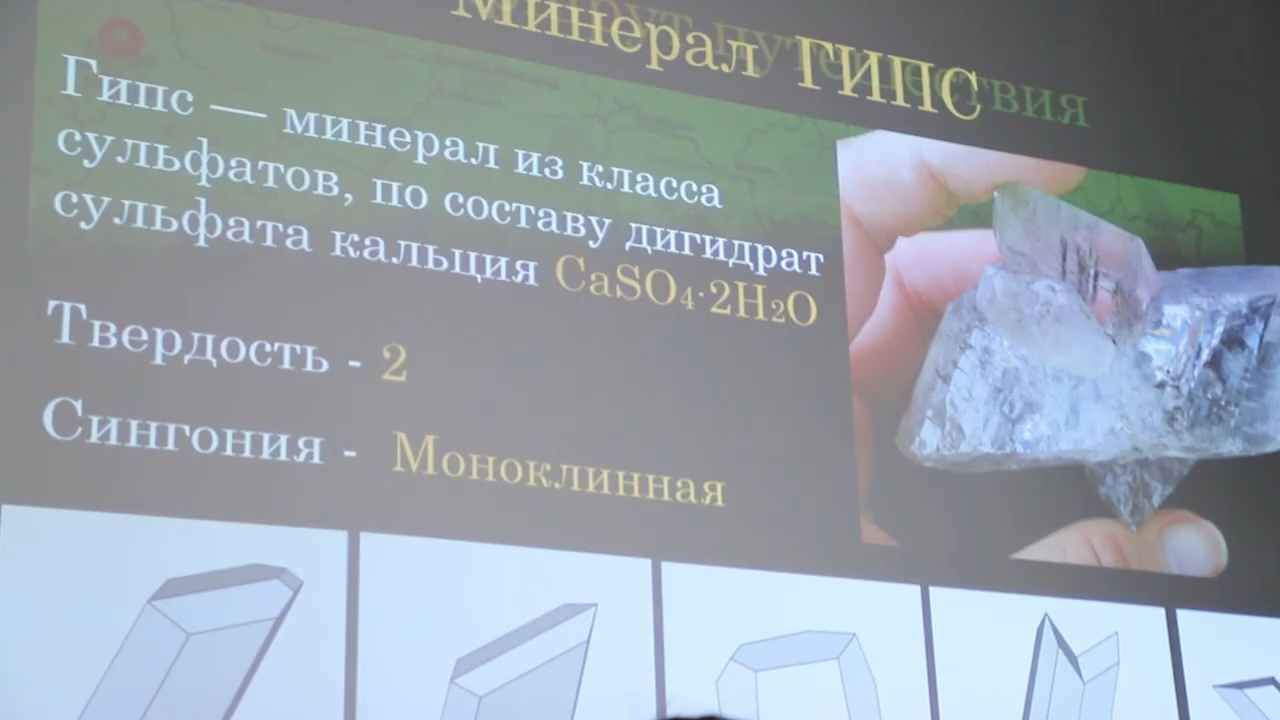 Минерал ГИПС
Гипс — минерал из класса
сульфатов, по составу дигидрат
сульфата кальция CaSO₄·2H₂O
Твердость - 2
Сингония - Моноклинная